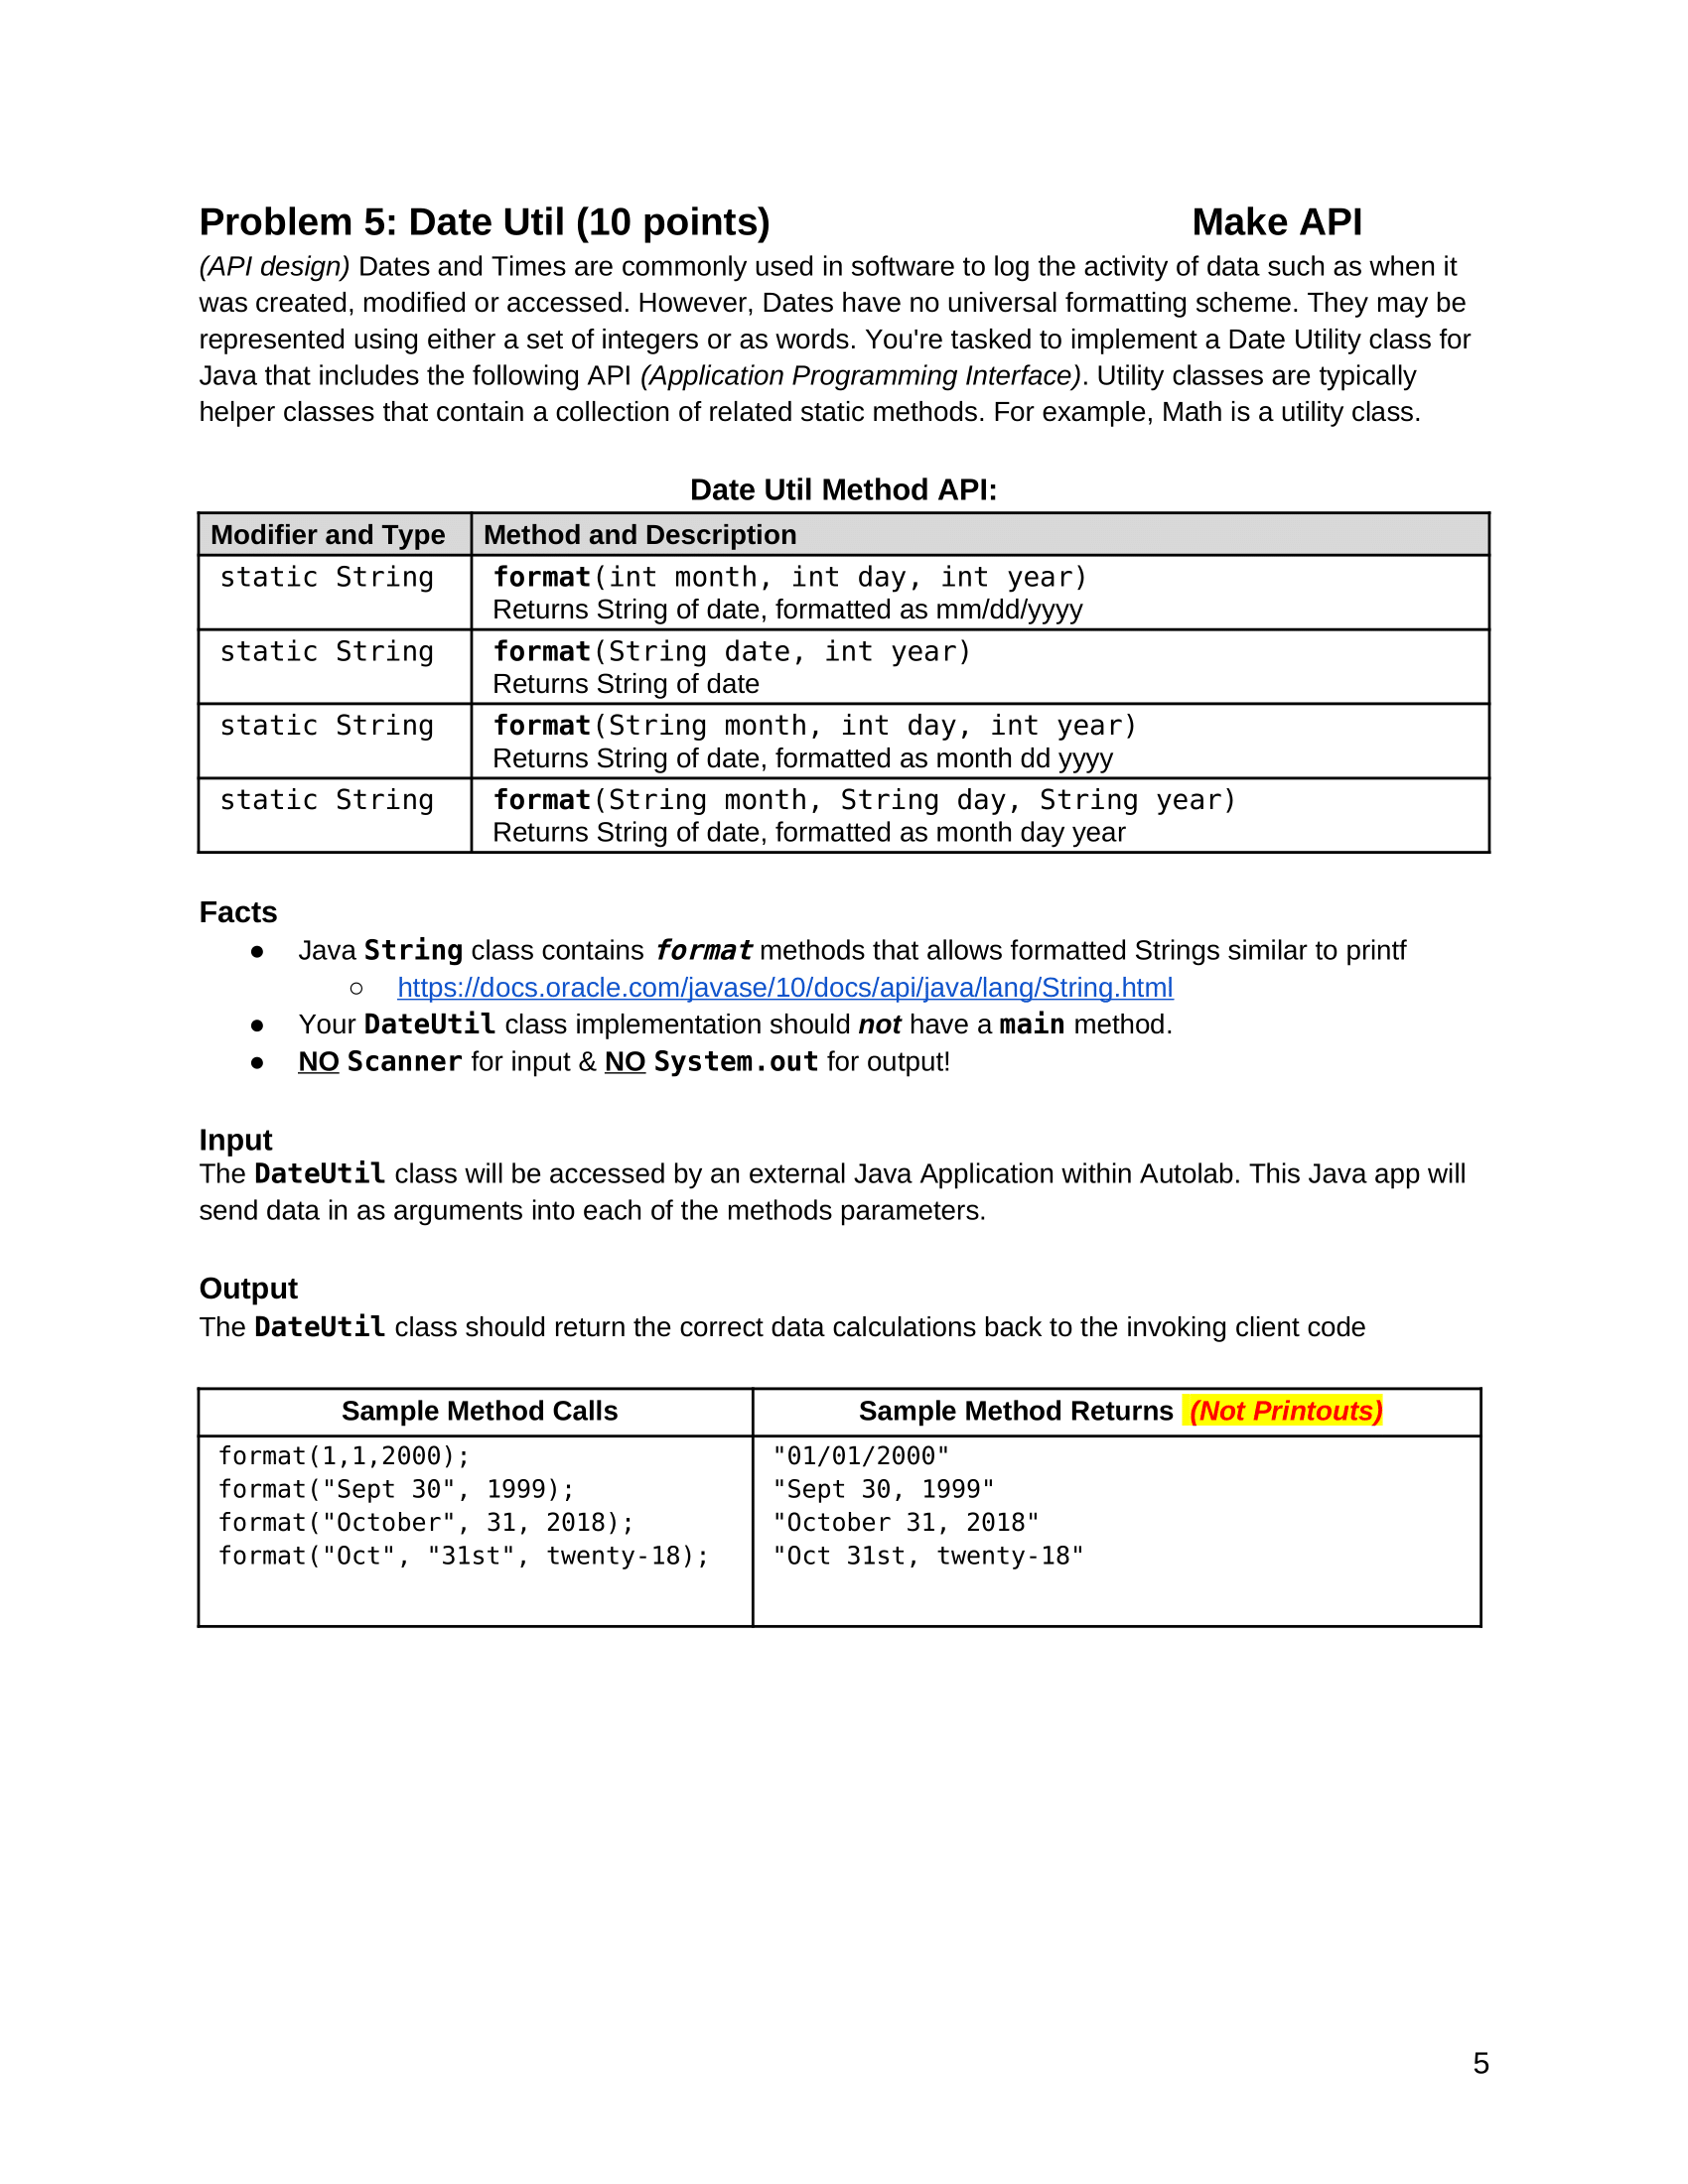 Problem 5: Date Util (10 points) Make API
(API design) Dates and Times are commonly used in software to log the activity of data such as when it
was created, modified or accessed. However, Dates have no universal formatting scheme. They may be
represented using either a set of integers or as words. You're tasked to implement a Date Utility class for
Java that includes the following API (Application Programming Interface). Utility classes are typically
helper classes that contain a collection of related static methods. For example, Math is a utility class.
Date Util Method API:
Modifier and Type Method and Description
static String format(int month, int day, int year)
Returns String of date, formatted as mm/dd/yyyy
static String format(String date, int year)
Returns String of date
static String format(String month, int day, int year)
Returns String of date, formatted as month dd yyyy
static String format(String month, String day, String year)
Returns String of date, formatted as month day year
Facts
● Java String class contains format methods that allows formatted Strings similar to printf
○ https://docs.oracle.com/javase/10/docs/api/java/lang/String.html
● Your DateUtil class implementation should not have a main method.
● NO Scanner for input & NO System.out for output!
Input
The DateUtil class will be accessed by an external Java Application within Autolab. This Java app will
send data in as arguments into each of the methods parameters.
Output
The DateUtil class should return the correct data calculations back to the invoking client code
Sample Method Calls Sample Method Returns (Not Printouts)
format(1,1,2000); "01/01/2000"
format("Sept 30", 1999); "Sept 30, 1999"
format("October", 31, 2018); "October 31, 2018"
format("Oct", "31st", twenty-18); "Oct 31st, twenty-18"
5